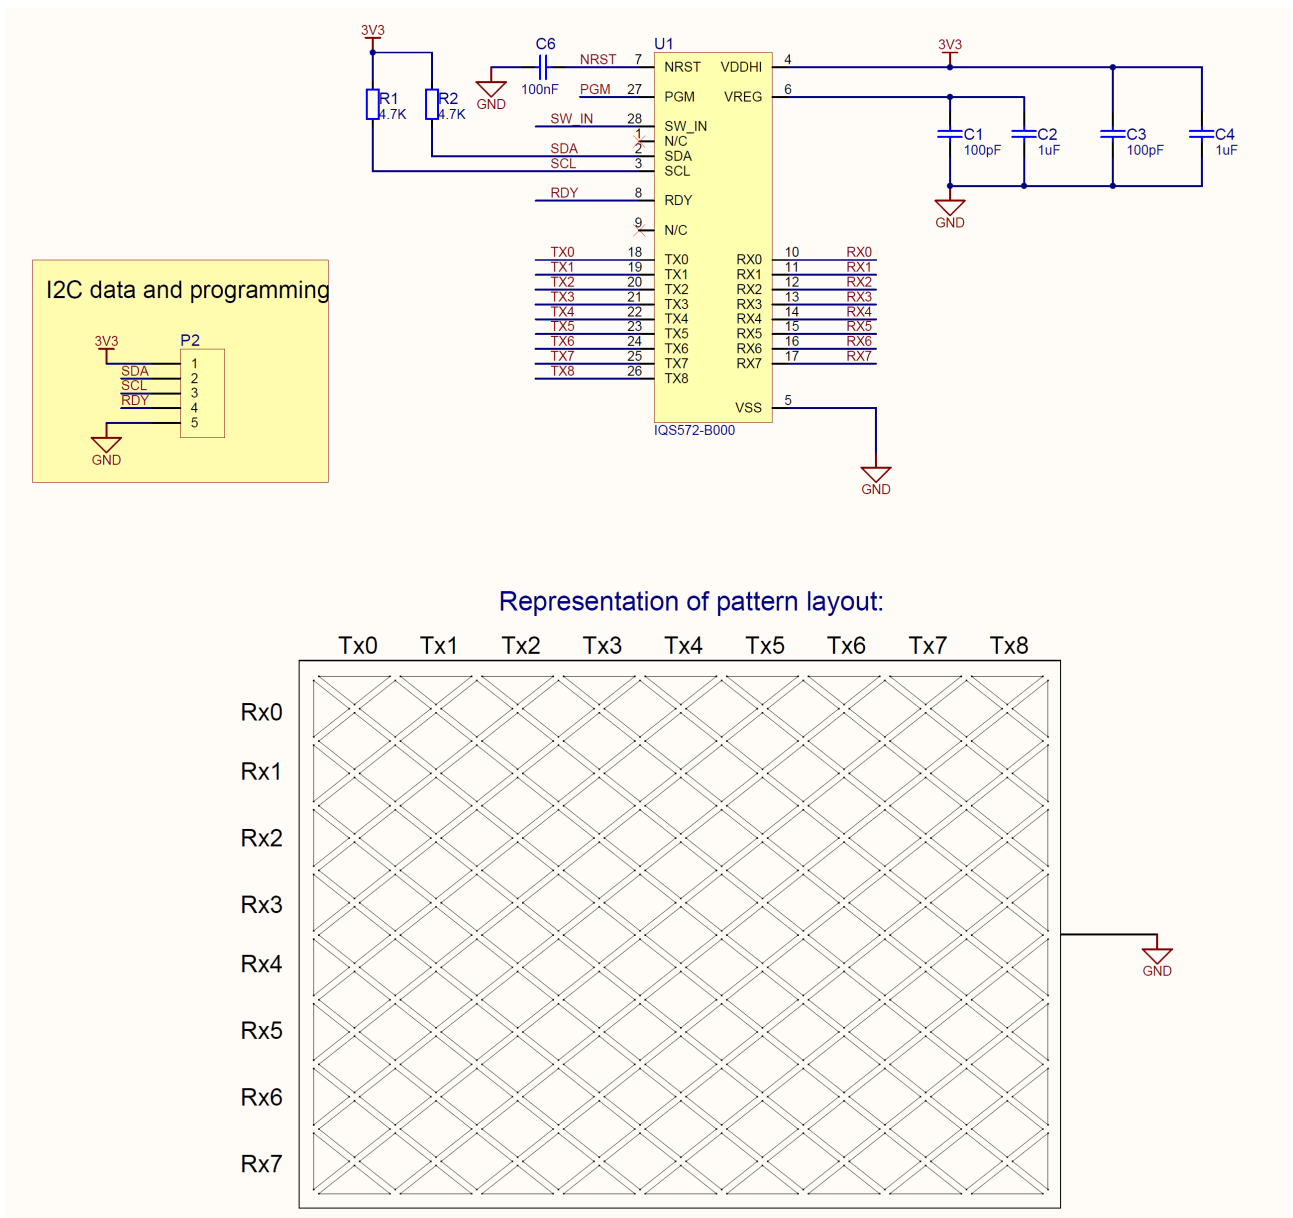 3V3
R1
4.7K
R2
4.7K
C6
100nF
GND
U1
NRST 7 NRST
PGM 27 PGM
SW_IN 28 SW_IN
1 N/C
SDA 2 SDA
SCL 3 SCL
RDY 8 RDY
9 N/C
TX0 18 TX0
TX1 19 TX1
TX2 20 TX2
TX3 21 TX3
TX4 22 TX4
TX5 23 TX5
TX6 24 TX6
TX7 25 TX7
TX8 26 TX8
VDDHI 4
VREG 6
RX0 10 RX0
RX1 11 RX1
RX2 12 RX2
RX3 13 RX3
RX4 14 RX4
RX5 15 RX5
RX6 16 RX6
RX7 17 RX7
VSS 5
IQS572-B000
GND
3V3
C1
100pF
C2
1uF
C3
100pF
C4
1uF
GND
I2C data and programming
P2
3V3
1
SDA 2
SCL 3
RDY 4
5
GND
Representation of pattern layout:
Tx0 Tx1 Tx2 Tx3 Tx4 Tx5 Tx6 Tx7 Tx8
Rx0
Rx1
Rx2
Rx3
Rx4
Rx5
Rx6
Rx7
GND